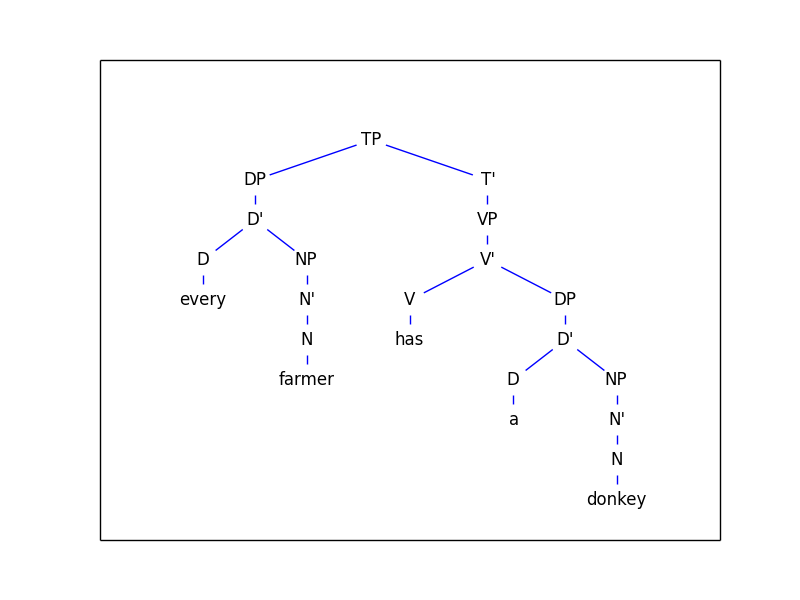 TP
DP T'
D' VP
D NP V'
every N' V DP
N has D'
farmer D NP
a N'
N
donkey